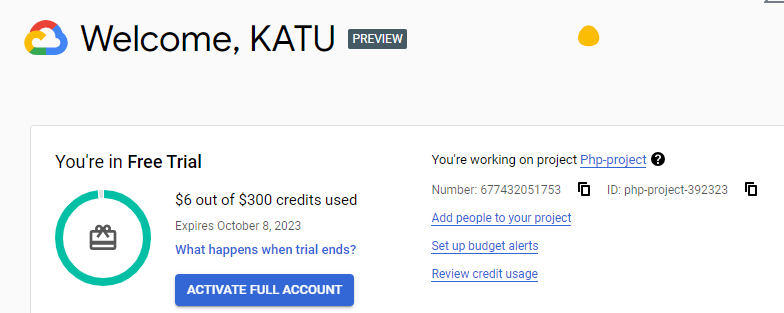 Welcome, KATU PREVIEW
You're in Free Trial
$6 out of $300 credits used
Expires October 8, 2023
What happens when trial ends?
ACTIVATE FULL ACCOUNT
You're working on project Php-project ?
Number: 677432051753 ID: php-project-392323
Add people to your project
Set up budget alerts
Review credit usage